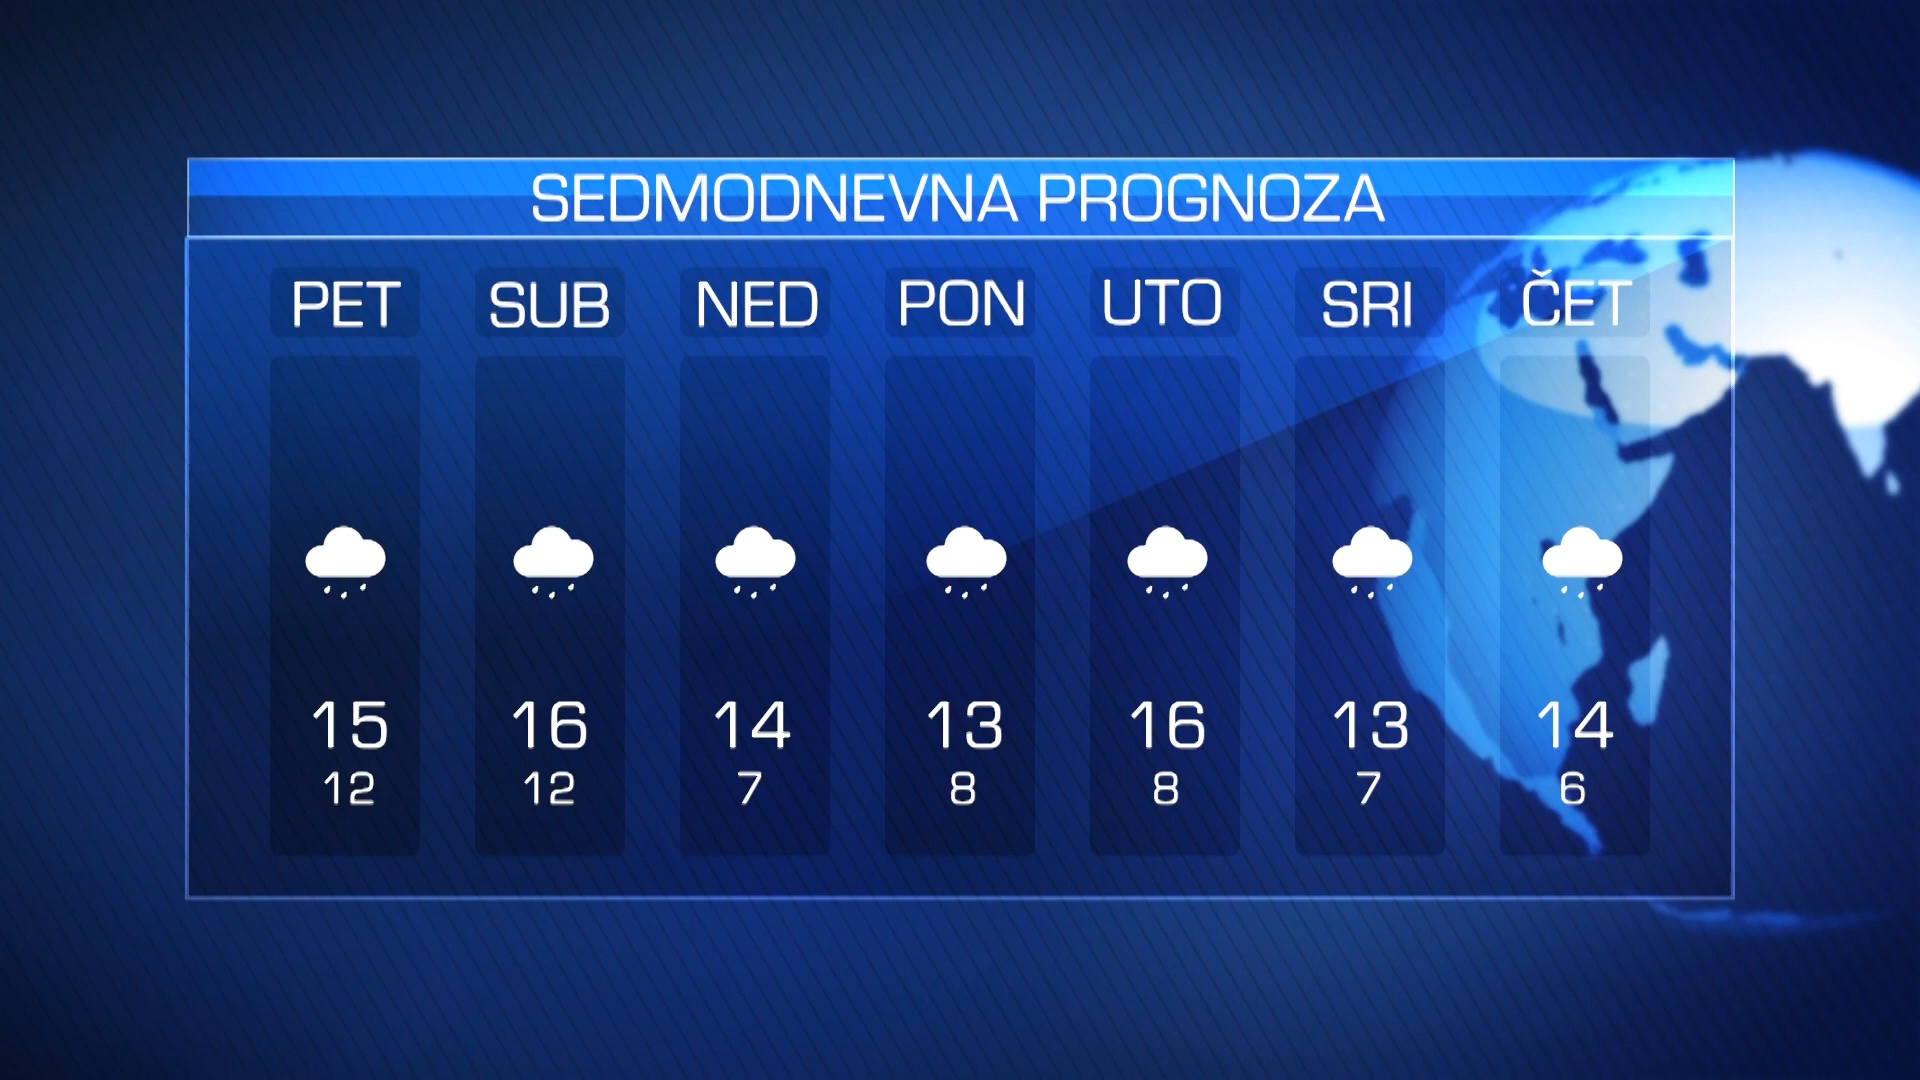 SEDMODNEVNA PROGNOZA
PET SUB NED PON UTO SRI ČET
15 16 14 13 16 13 14
12 12 7 8 8 7 6